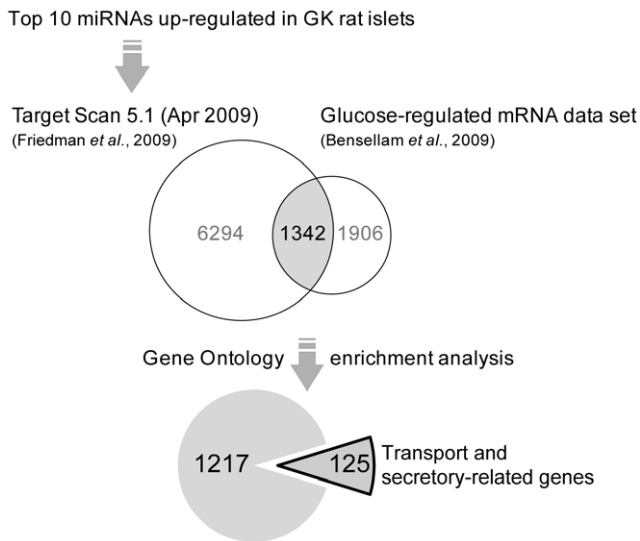 Top 10 miRNAs up-regulated in GK rat islets
Target Scan 5.1 (Apr 2009)
(Friedman et al., 2009)
Glucose-regulated mRNA data set
(Bensellam et al., 2009)
6294
1342
1906
Gene Ontology
enrichment analysis
1217
125
Transport and
secretory-related genes